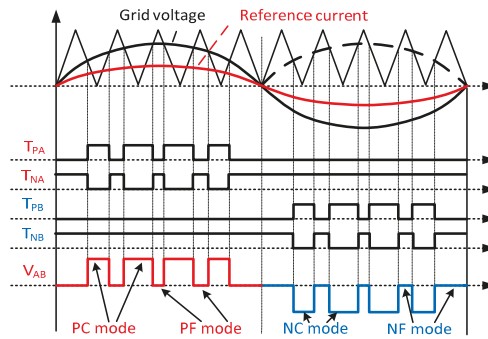 Grid voltage
Reference current
TPA
TNA
TPB
TNB
VAB
PC mode
PF mode
NC mode
NF mode